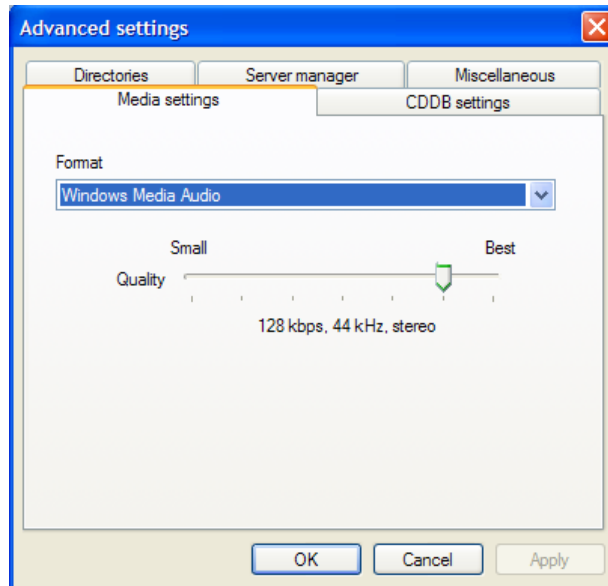 Advanced settings
Directories Server manager Miscellaneous
Media settings CDDB settings
Format
Windows Media Audio
Small Best
Quality
128 kbps, 44 kHz, stereo
OK Cancel Apply